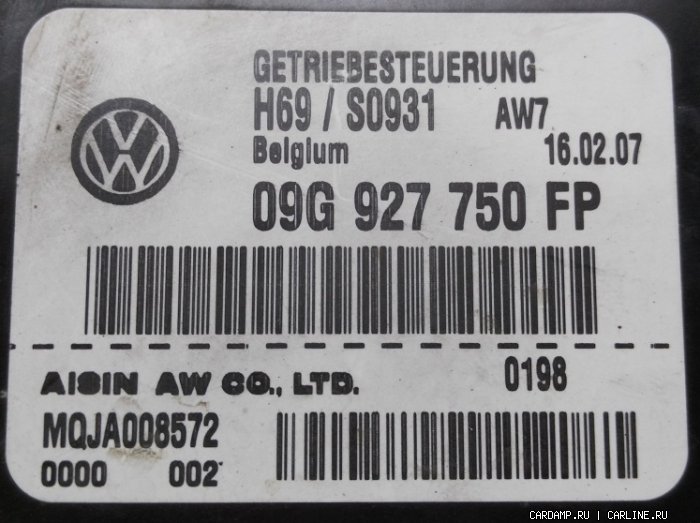 GETRIEBESTEUERUNG
H69 / S0931 AW7
Belgium 16.02.07
09G 927 750 FP
AISIN AW CO., LTD. 0198
MQJA008572
0000 002
CARDAMP.RU | CARLINE.RU